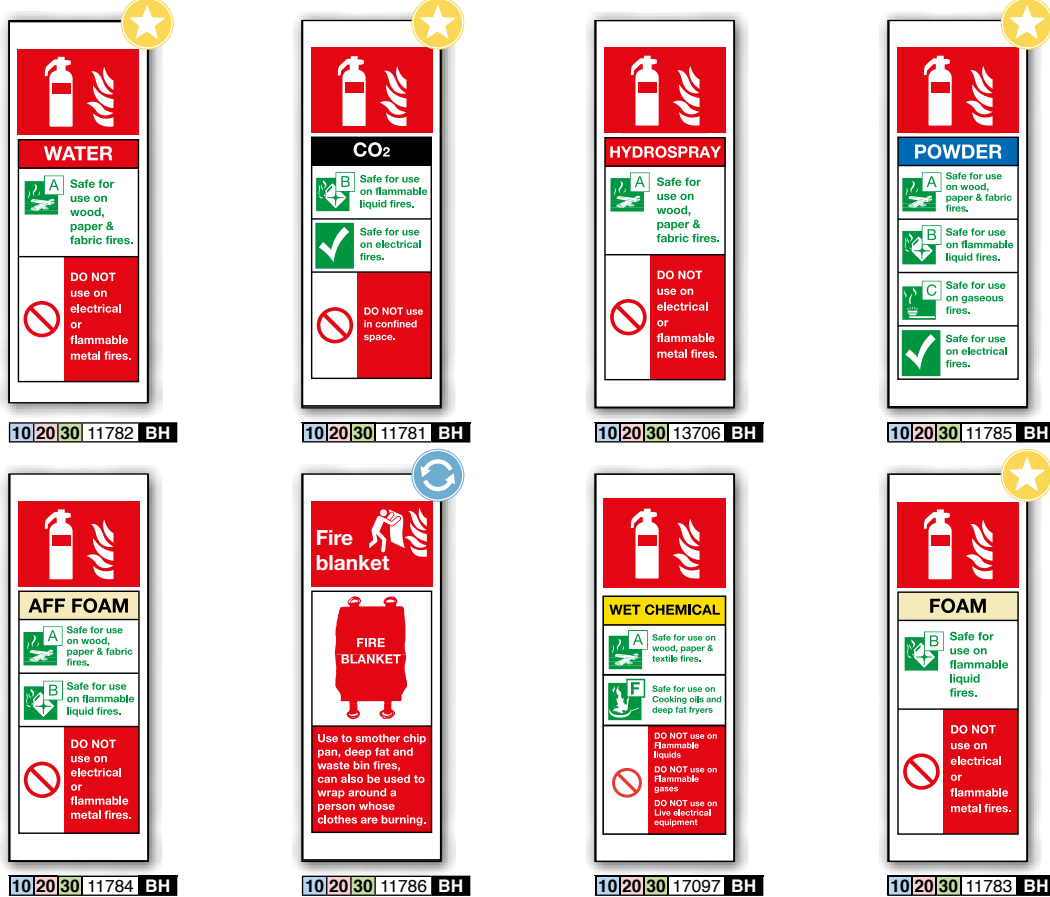 WATER
A
Safe for
use on
wood,
paper &
fabric fires.
DO NOT
use on
electrical
or
flammable
metal fires.
10 20 30 11782 BH
CO2
B
Safe for use
on flammable
liquid fires.
Safe for use
on electrical
fires.
DO NOT use
in confined
space.
10 20 30 11781 BH
HYDROSPRAY
A
Safe for
use on
wood,
paper &
fabric fires.
DO NOT
use on
electrical
or
flammable
metal fires.
10 20 30 13706 BH
POWDER
A
Safe for use
on wood,
paper & fabric
fires.
B
Safe for use
on flammable
liquid fires.
C
Safe for use
on gaseous
fires.
Safe for use
on electrical
fires.
10 20 30 11785 BH
AFF FOAM
A
Safe for use
on wood,
paper & fabric
fires.
B
Safe for use
on flammable
liquid fires.
DO NOT
use on
electrical
or
flammable
metal fires.
10 20 30 11784 BH
Fire
blanket
FIRE
BLANKET
Use to smother chip
pan, deep fat and
waste bin fires,
can also be used to
wrap around a
person whose
clothes are burning.
10 20 30 11786 BH
WET CHEMICAL
A
Safe for use on
wood, paper &
textile fires.
F
Safe for use on
Cooking oils and
deep fat fryers
DO NOT use on
Flammable
liquids
DO NOT use on
Flammable
gases
DO NOT use on
Live electrical
equipment
10 20 30 17097 BH
FOAM
B
Safe for
use on
flammable
liquid
fires.
DO NOT
use on
electrical
or
flammable
metal fires.
10 20 30 11783 BH